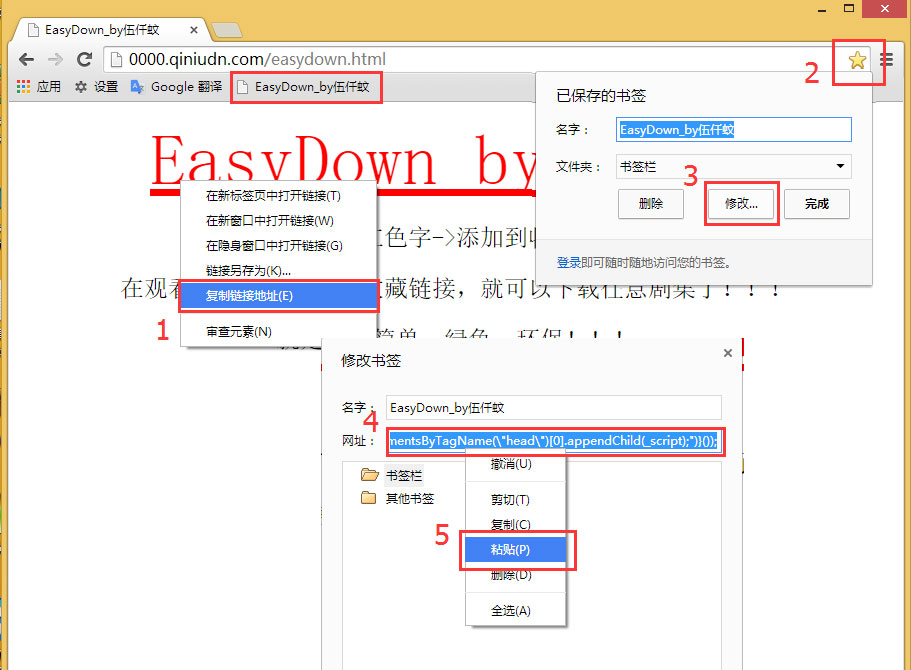 EasyDown_by伍仟蚊
0000.qiniudn.com/easydown.html
2
应用 设置 Google 翻译 EasyDown_by伍仟蚊
已保存的书签
名字： EasyDown_by伍仟蚊
文件夹： 书签栏
3
删除 修改... 完成
登录即可随时随地访问您的书签。
EasyDown_by
在新标签页中打开链接(T)
在新窗口中打开链接(W)
在隐身窗口中打开链接(G)
链接另存为(K)...
复制链接地址(E)
1
审查元素(N)
红色字->添加到
在观 藏链接，就可以下载任意剧集了！！！
简单、绿色、环保！！！
修改书签
名字： EasyDown_by伍仟蚊
4
网址： mentsByTagName(\"head\")[0].appendChild(_script);")}());
书签栏
其他书签
撤消(U)
剪切(T)
复制(C)
5
粘贴(P)
删除(D)
全选(A)